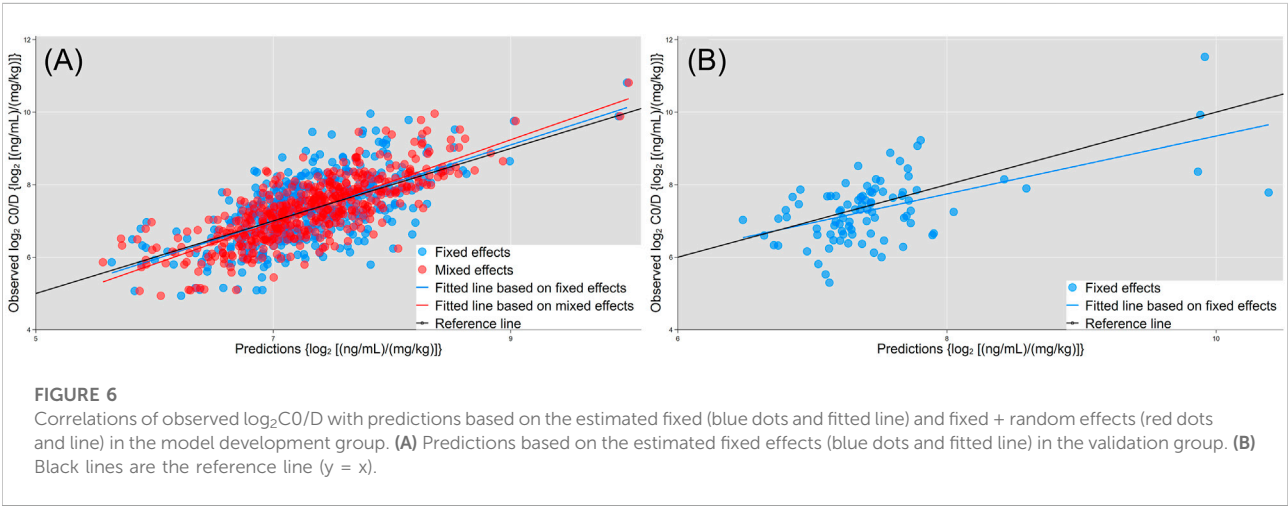 (A)
Observed log₂ C0/D {log₂ [(ng/mL)/(mg/kg)]}
12
10
8
6
4
5
7
9
Predictions {log₂ [(ng/mL)/(mg/kg)]}
Fixed effects
Mixed effects
Fitted line based on fixed effects
Fitted line based on mixed effects
Reference line
(B)
Observed log₂ C0/D {log₂ [(ng/mL)/(mg/kg)]}
12
10
8
6
4
6
8
10
Predictions {log₂ [(ng/mL)/(mg/kg)]}
Fixed effects
Fitted line based on fixed effects
Reference line
FIGURE 6
Correlations of observed log₂C0/D with predictions based on the estimated fixed (blue dots and fitted line) and fixed + random effects (red dots
and line) in the model development group. (A) Predictions based on the estimated fixed effects (blue dots and fitted line) in the validation group. (B)
Black lines are the reference line (y = x).